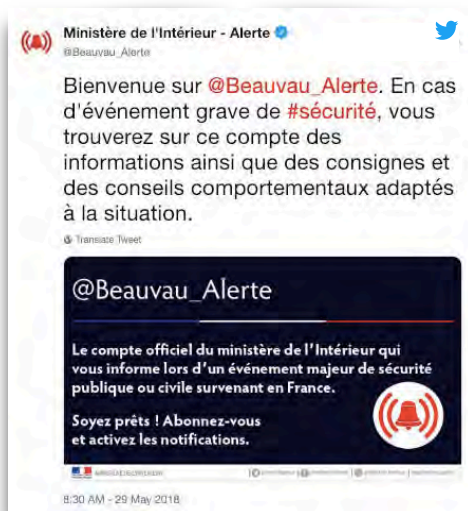 Ministère de l'Intérieur - Alerte
@Beauvau_Alerte
Bienvenue sur @Beauvau_Alerte. En cas
d'événement grave de #sécurité, vous
trouverez sur ce compte des
informations ainsi que des consignes et
des conseils comportementaux adaptés
à la situation.
Translate Tweet
@Beauvau_Alerte
Le compte officiel du ministère de l'Intérieur qui
vous informe lors d'un événement majeur de sécurité
publique ou civile survenant en France.
Soyez prêts ! Abonnez-vous
et activez les notifications.
8:30 AM - 29 May 2018